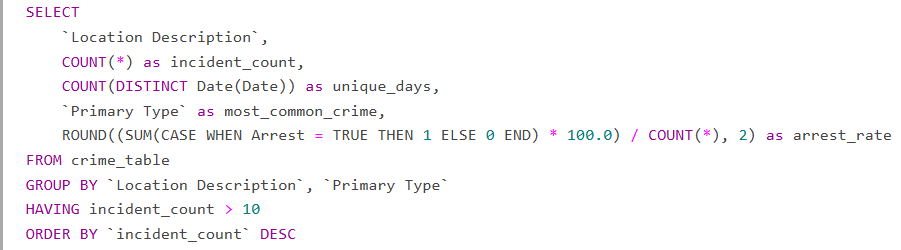 SELECT
    `Location Description`,
    COUNT(*) as incident_count,
    COUNT(DISTINCT Date(Date)) as unique_days,
    `Primary Type` as most_common_crime,
    ROUND((SUM(CASE WHEN Arrest = TRUE THEN 1 ELSE 0 END) * 100.0) / COUNT(*), 2) as arrest_rate
FROM crime_table
GROUP BY `Location Description`, `Primary Type`
HAVING incident_count > 10
ORDER BY `incident_count` DESC